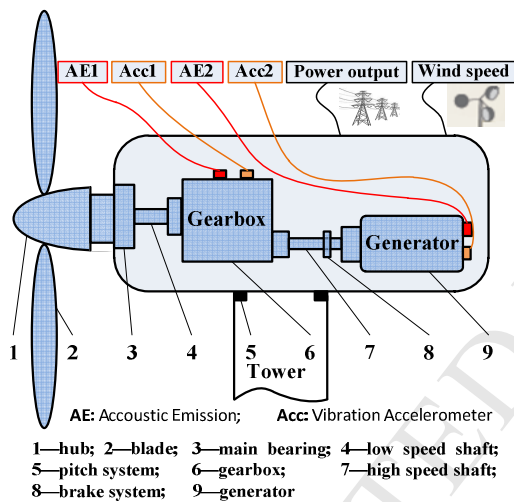 AE1 Acc1 AE2 Acc2 Power output Wind speed
Gearbox
Generator
1 2 3 4 5 6 7 8 9
Tower
AE: Accoustic Emission; Acc: Vibration Accelerometer
1—hub; 2—blade; 3—main bearing; 4—low speed shaft;
5—pitch system; 6—gearbox; 7—high speed shaft;
8—brake system; 9—generator